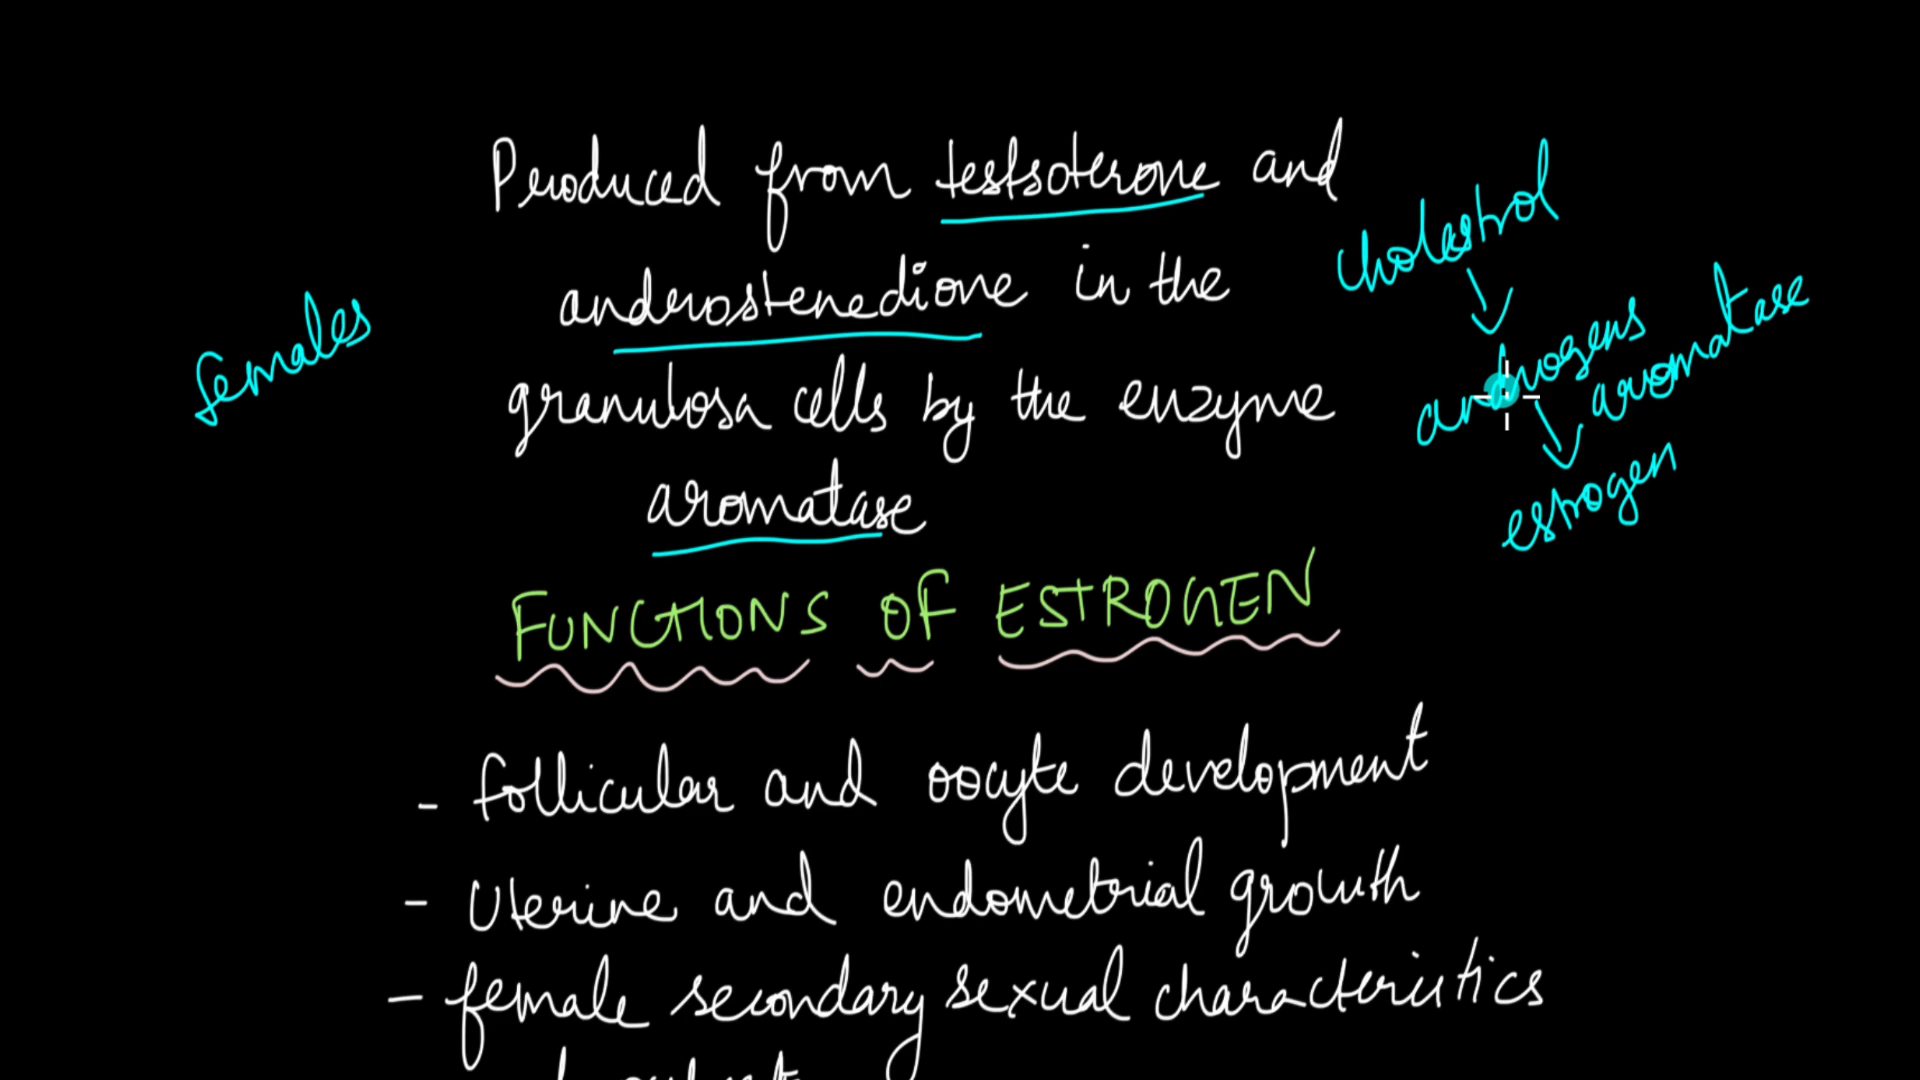 Produced from testsoterone and
androstenedione in the
granulosa cells by the enzyme
aromatase
females
cholestrol
androgens
aromatase
estrogen
FUNCTIONS OF ESTROGEN
- follicular and oocyte development
- Uterine and endometrial growth
- female secondary sexual characteristics